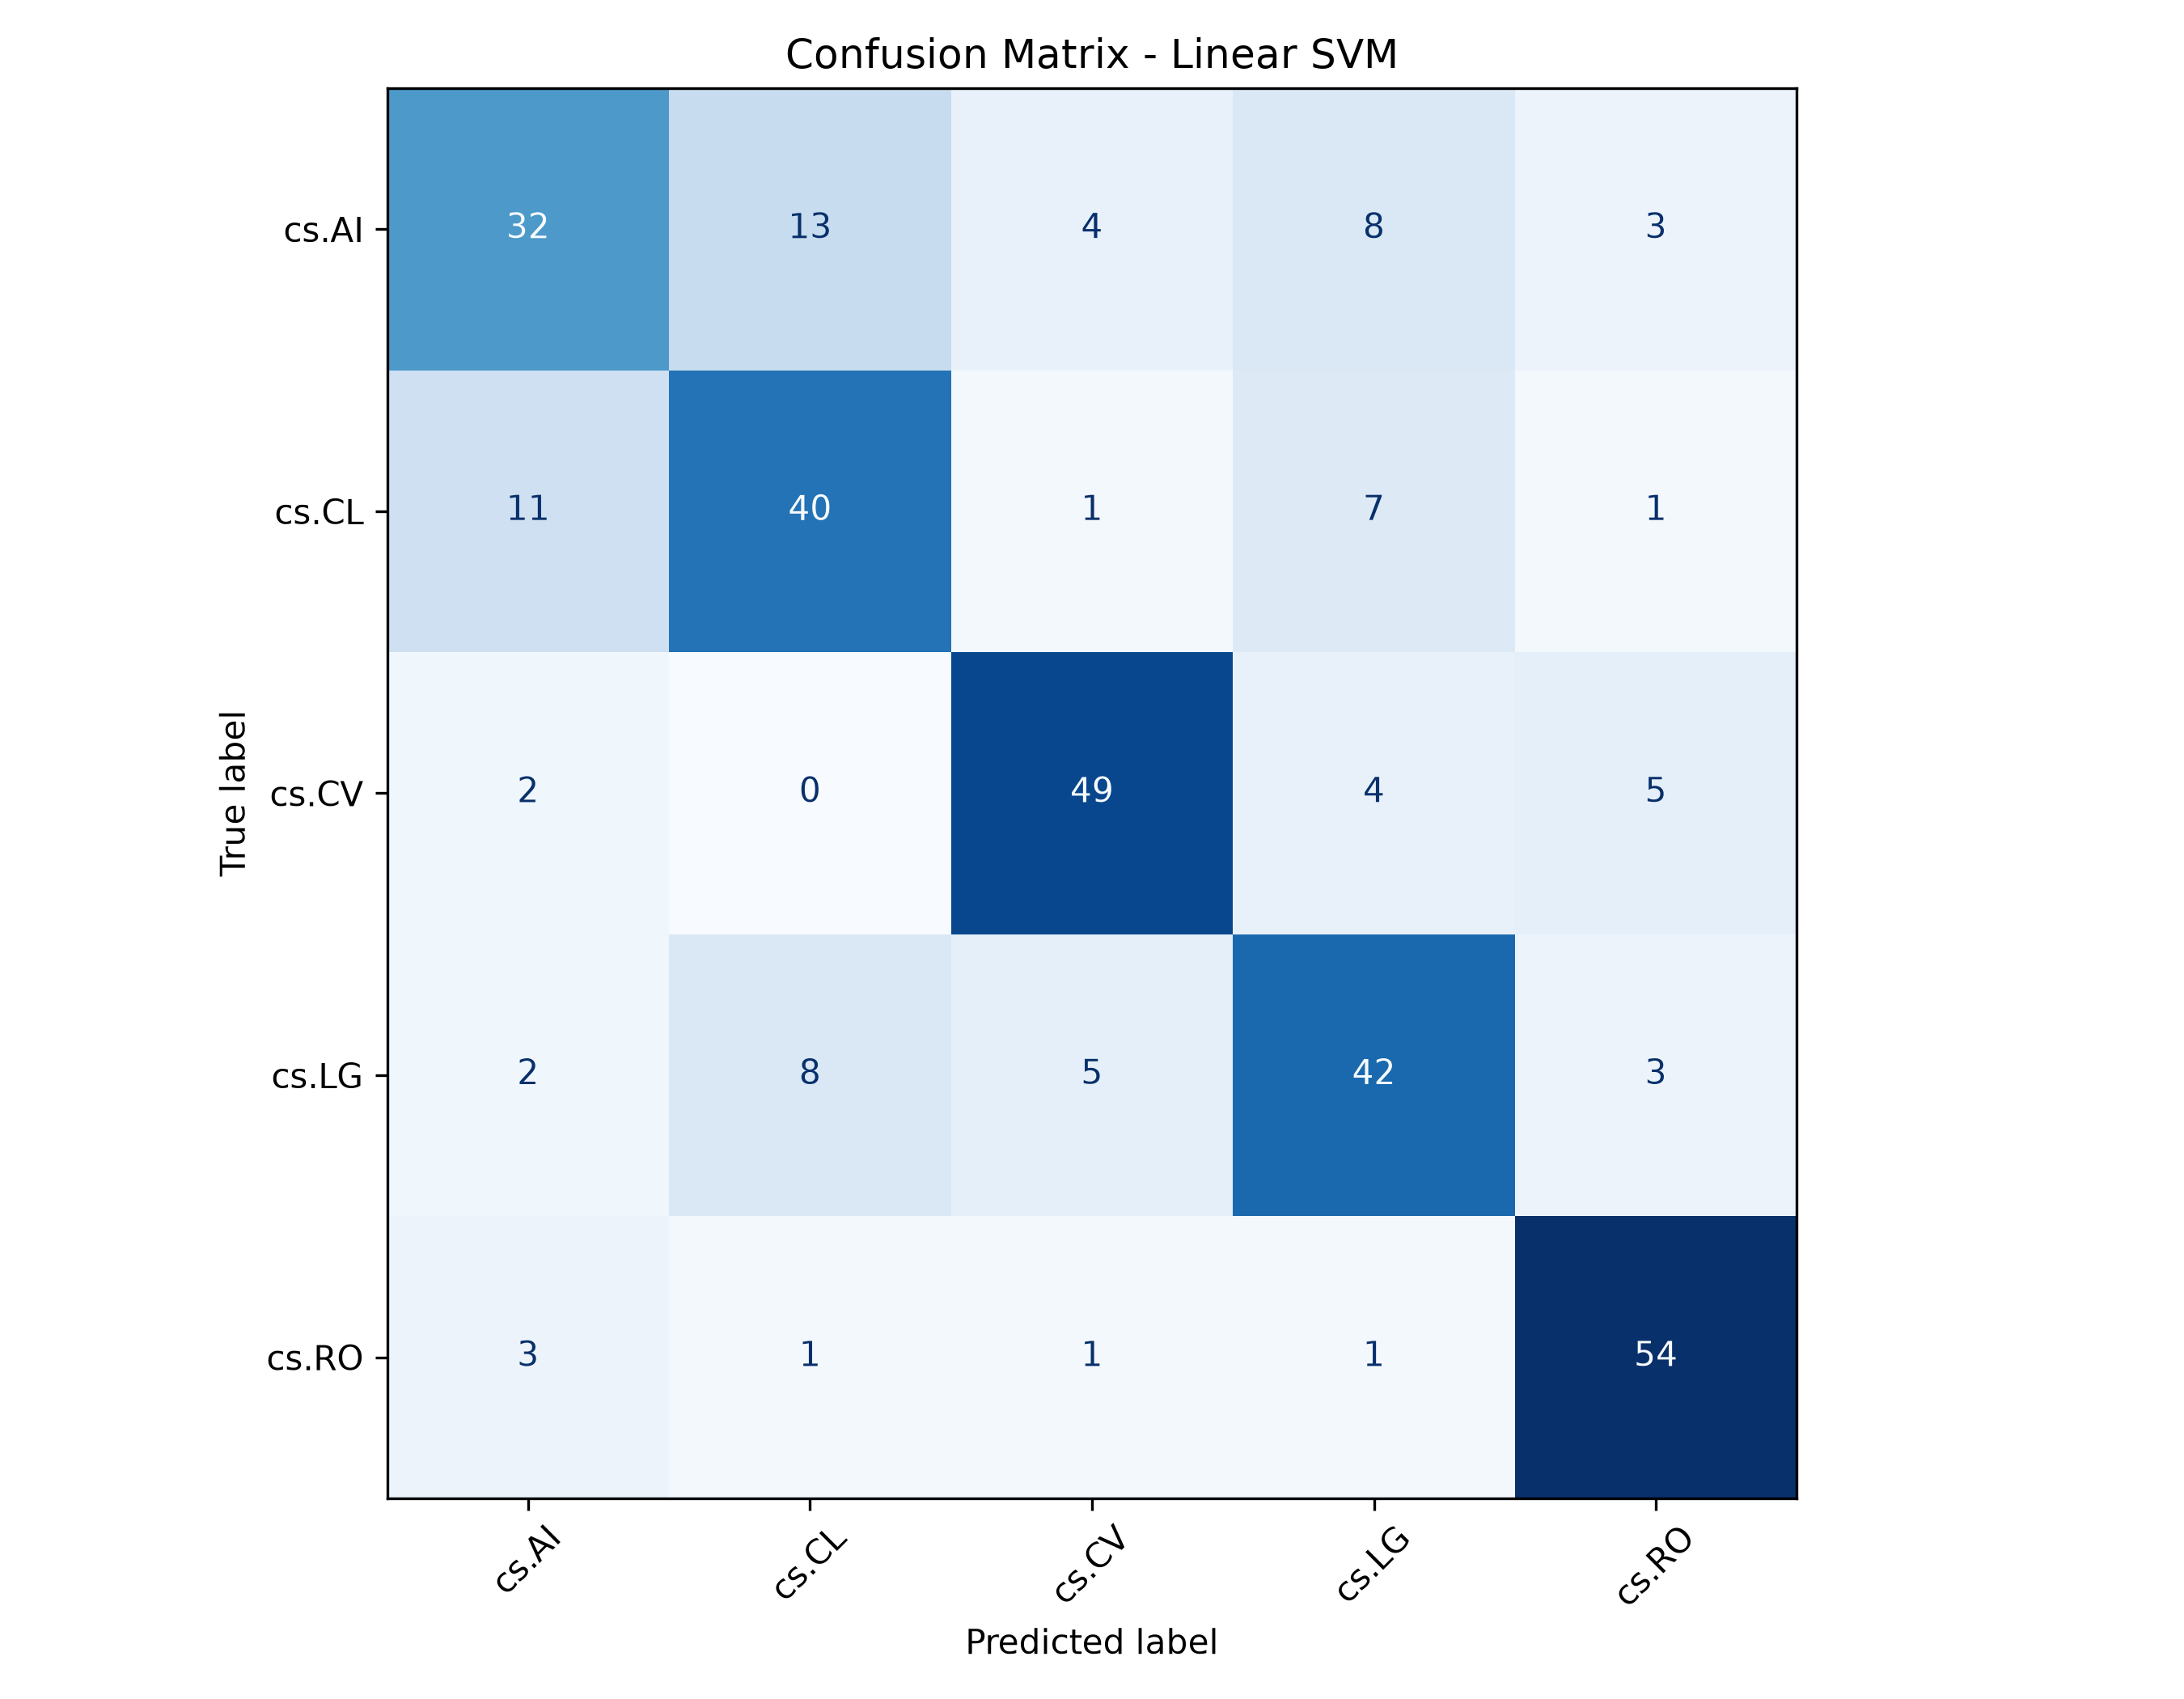 Confusion Matrix - Linear SVM
cs.AI 32 13 4 8 3
cs.CL 11 40 1 7 1
cs.CV 2 0 49 4 5
cs.LG 2 8 5 42 3
cs.RO 3 1 1 1 54
True label
cs.AI cs.CL cs.CV cs.LG cs.RO
Predicted label